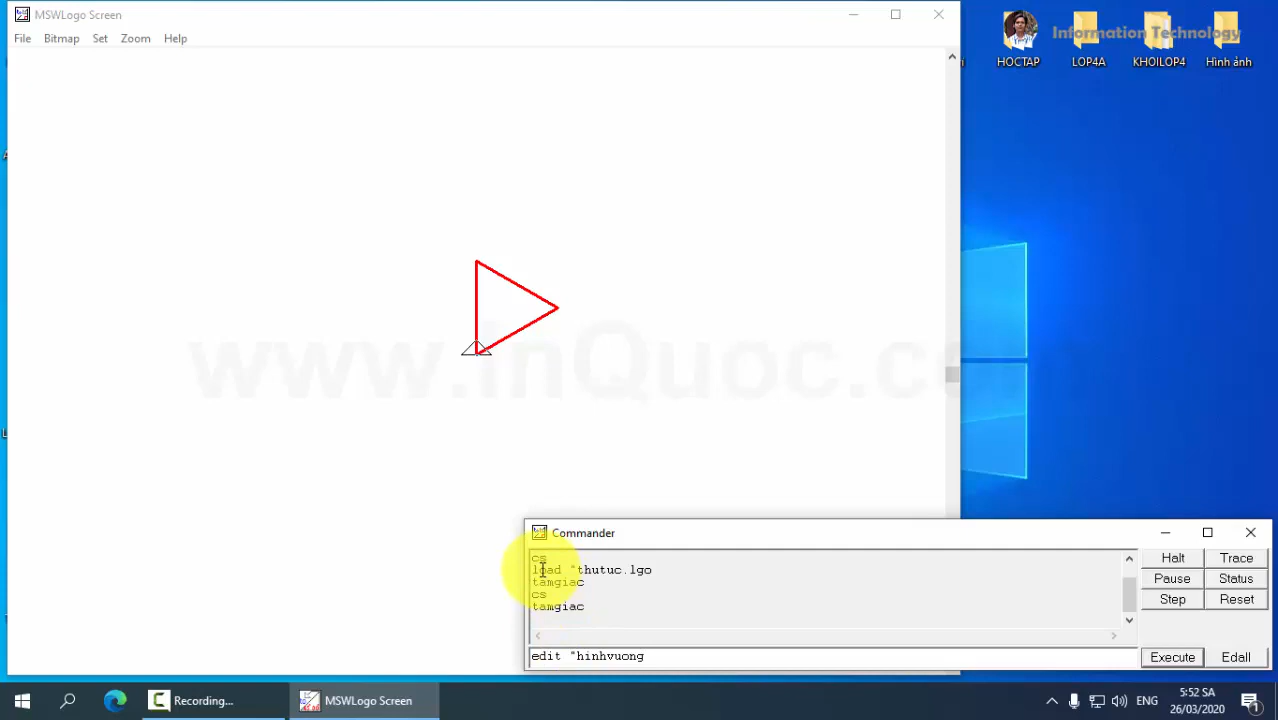 MSWLogo Screen
File Bitmap Set Zoom Help
Information Technology
HOCTAP LOP4A KHOILOP4 Hình ảnh
www.inQuoc.com
Commander
cs
load "thutuc.lgo
tamgiac
cs
tamgiac
edit "hinhvuong
Halt Trace
Pause Status
Step Reset
Execute Edall
Recording...
MSWLogo Screen
ENG
5:52 SA
26/03/2020